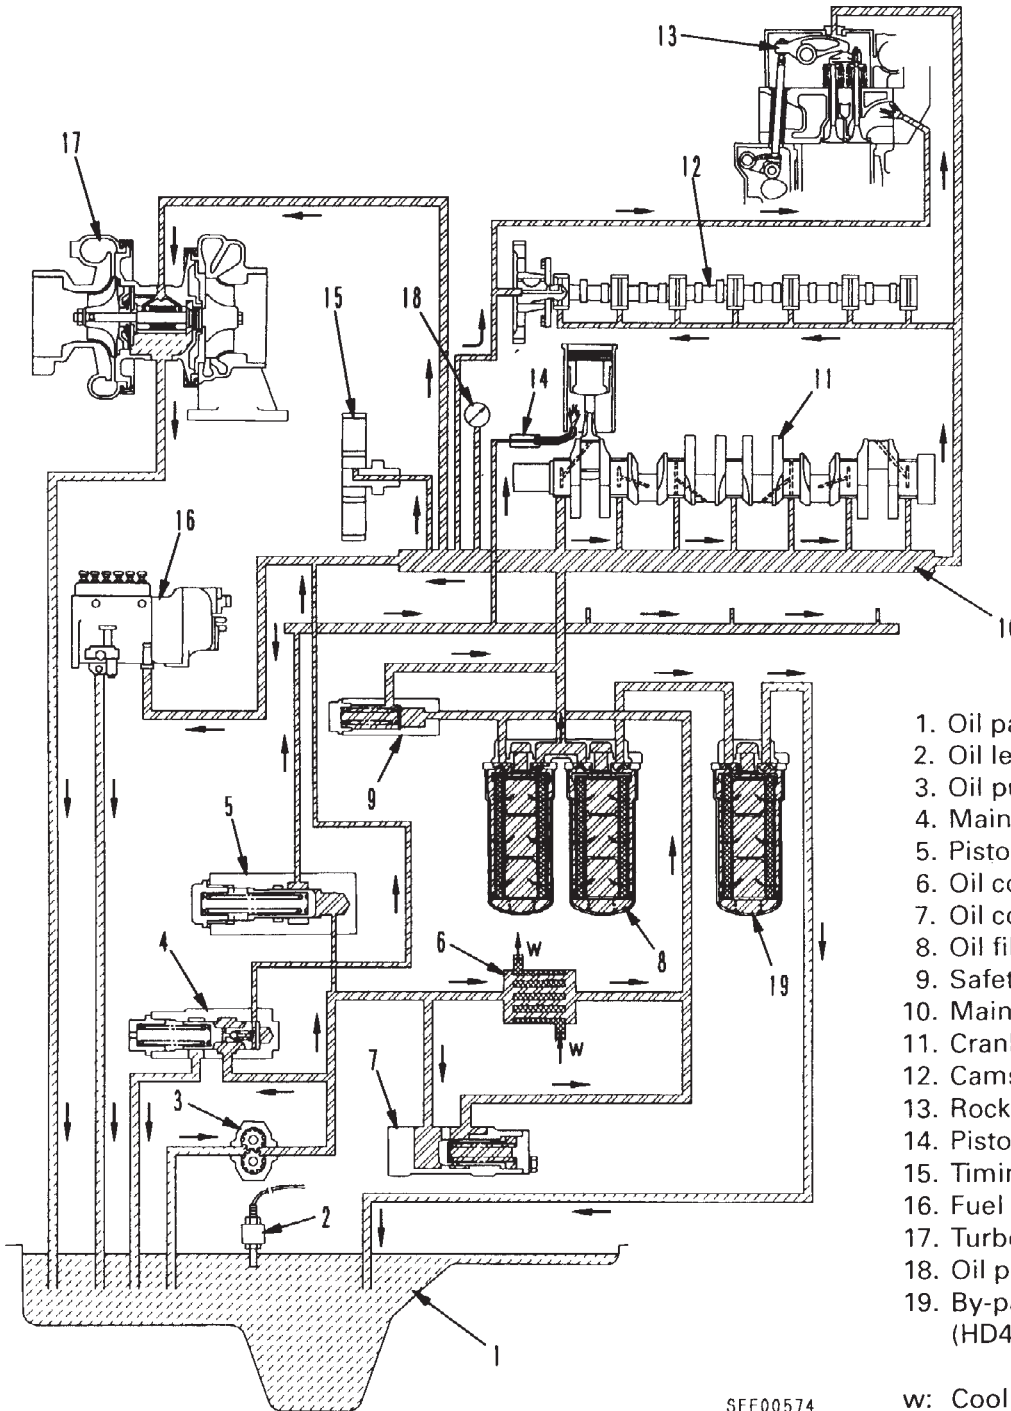 13
17
12
15
18
14
11
16
10
1. Oil pa
2. Oil le
3. Oil pu
4. Main
5. Pisto
6. Oil co
7. Oil co
8. Oil fil
9. Safet
10. Main
11. Cran
12. Cams
13. Rock
14. Pisto
15. Timin
16. Fuel
17. Turbo
18. Oil p
19. By-pa
(HD4
w: Cool
9
5
8
19
4
6
w
w
7
3
2
1
SEE00574